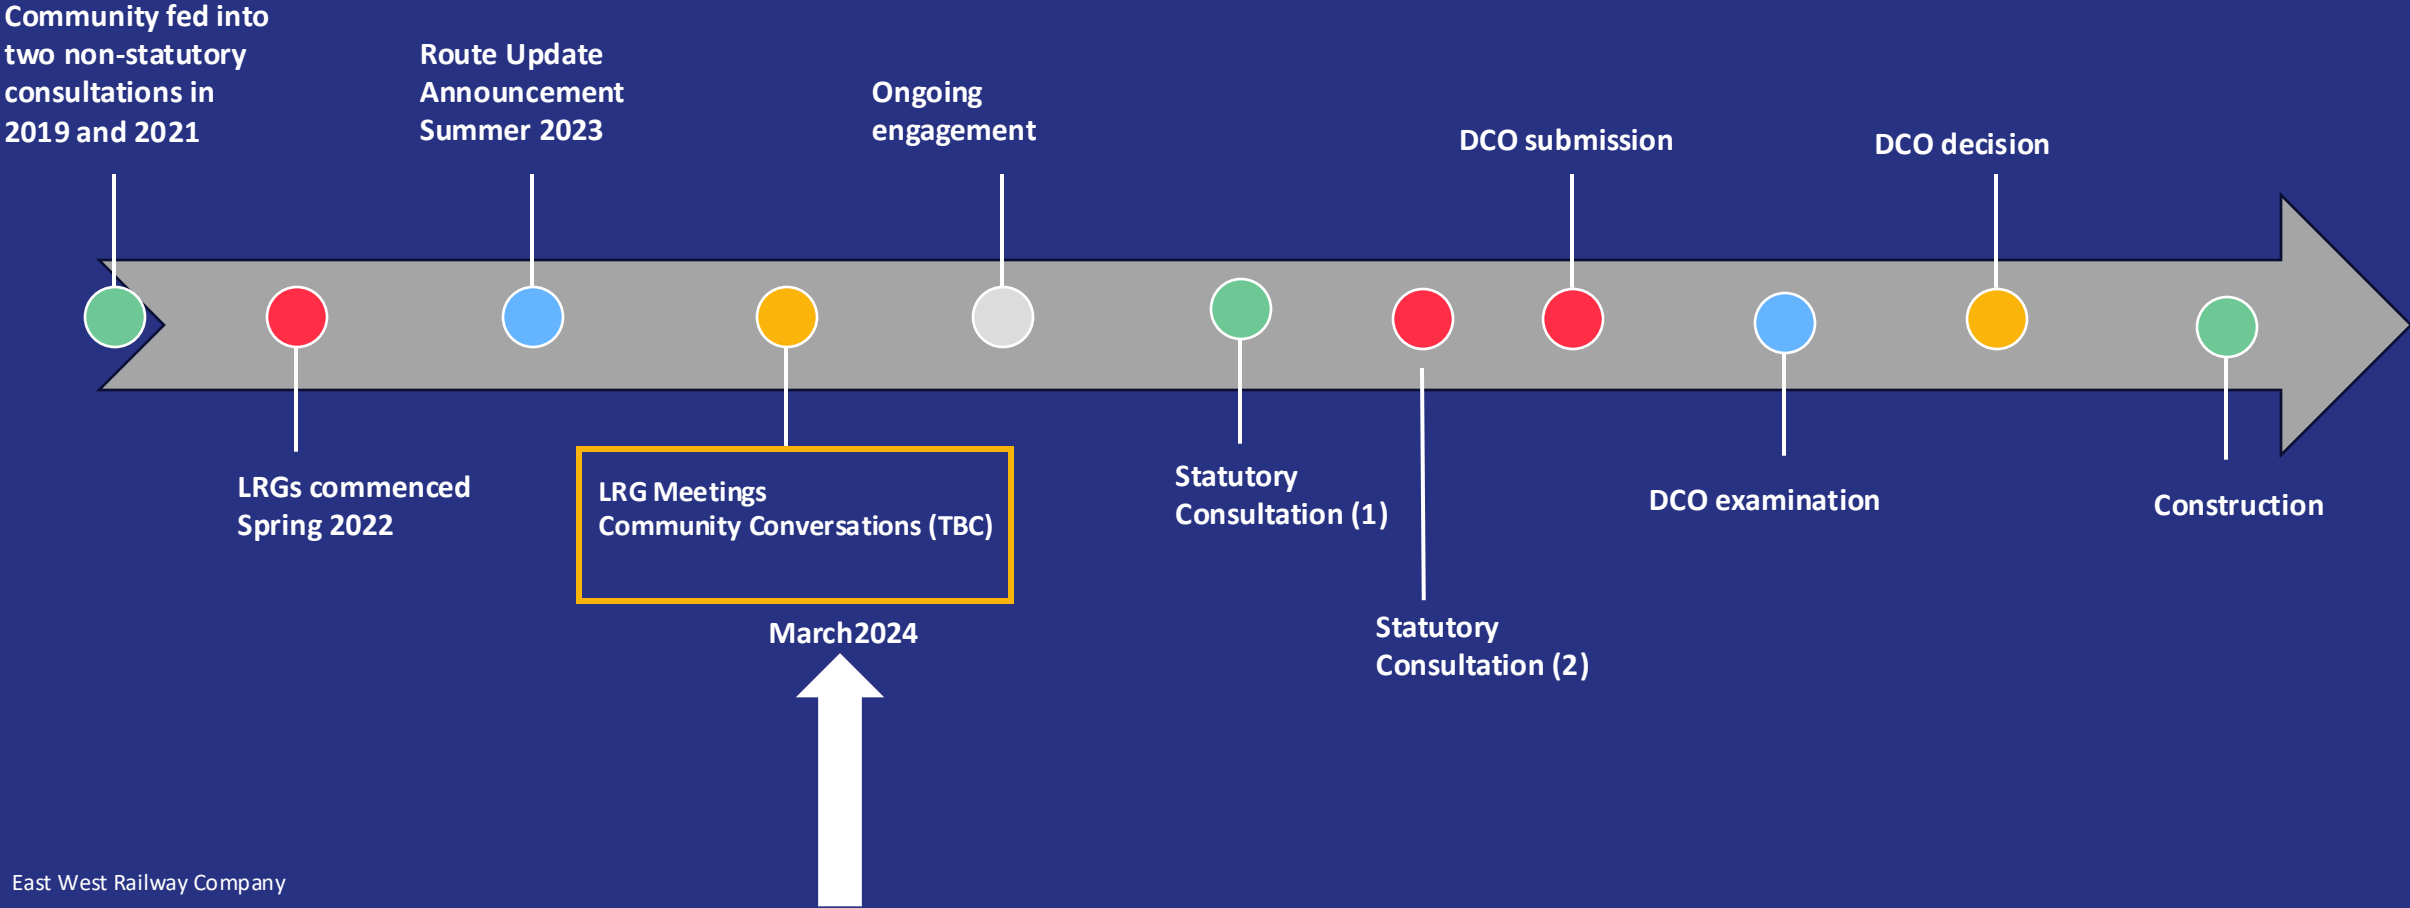 Community fed into
two non-statutory
consultations in
2019 and 2021
Route Update
Announcement
Summer 2023
Ongoing
engagement
DCO submission
DCO decision
LRGs commenced
Spring 2022
LRG Meetings
Community Conversations (TBC)
March2024
Statutory
Consultation (1)
Statutory
Consultation (2)
DCO examination
Construction
East West Railway Company